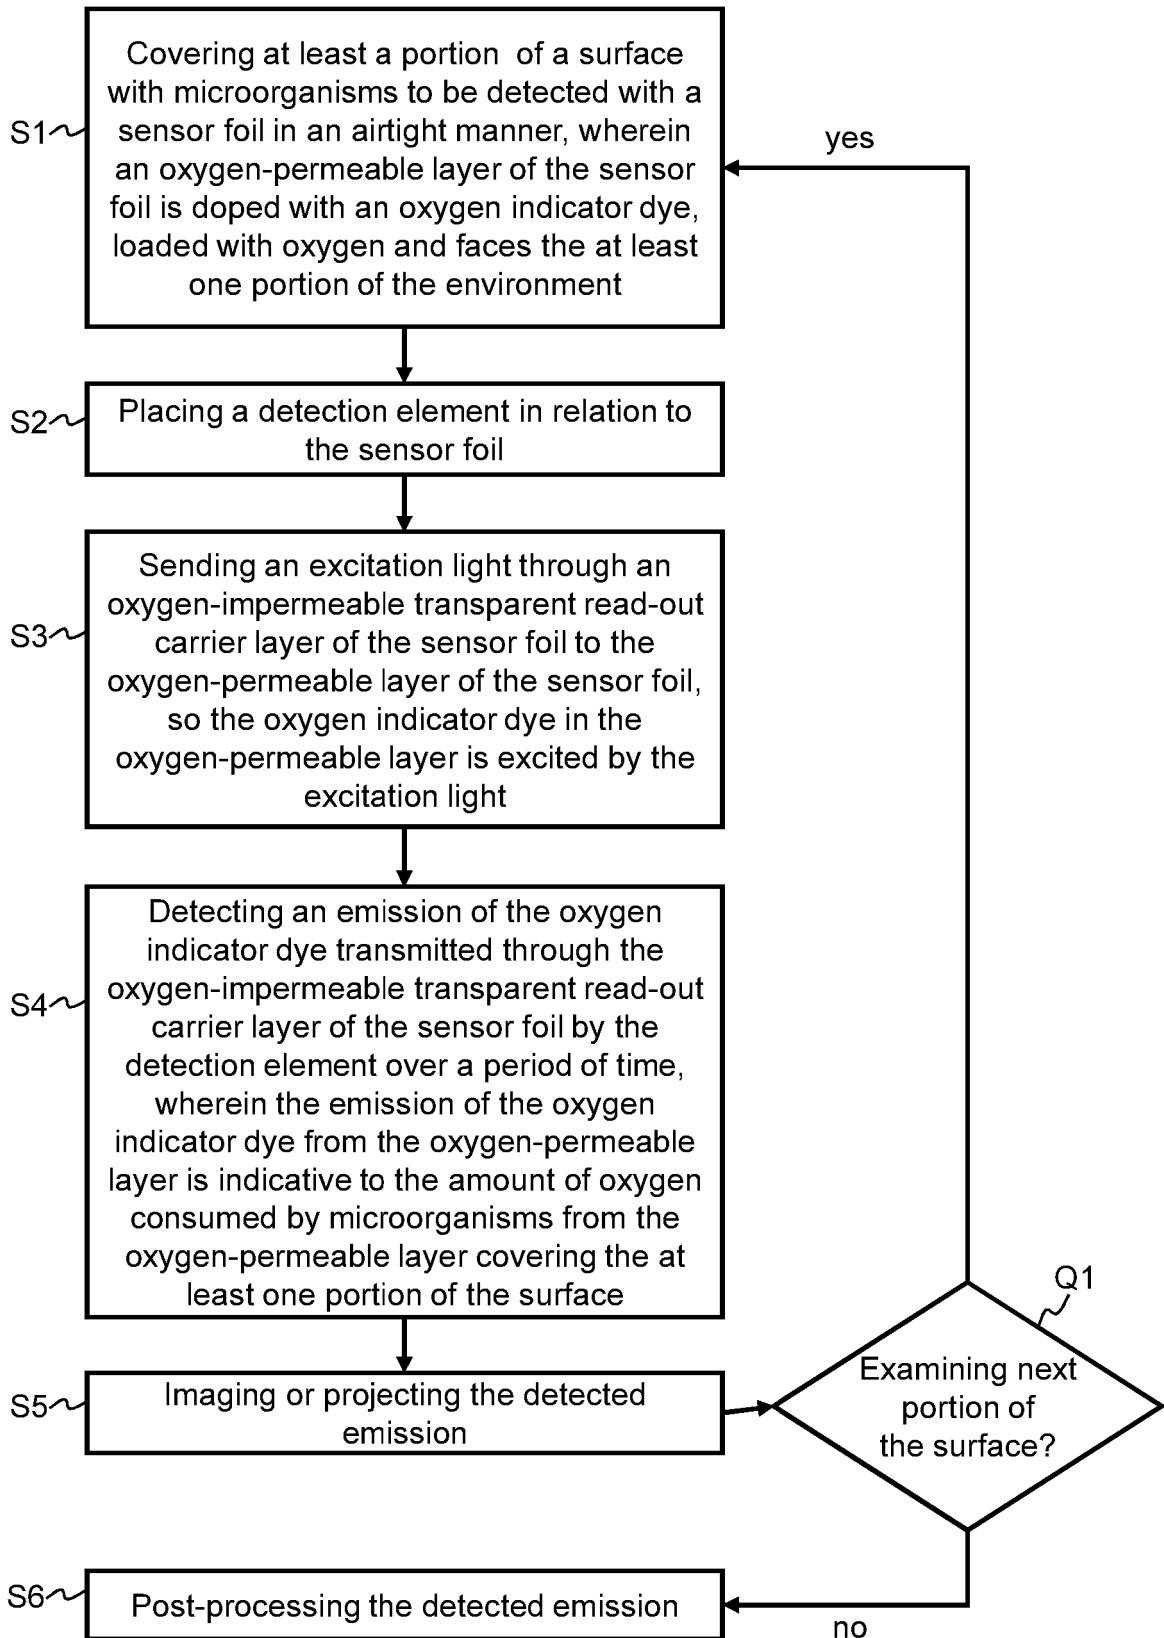 S1
Covering at least a portion of a surface
with microorganisms to be detected with a
sensor foil in an airtight manner, wherein
an oxygen-permeable layer of the sensor
foil is doped with an oxygen indicator dye,
loaded with oxygen and faces the at least
one portion of the environment
yes
S2
Placing a detection element in relation to
the sensor foil
S3
Sending an excitation light through an
oxygen-impermeable transparent read-out
carrier layer of the sensor foil to the
oxygen-permeable layer of the sensor foil,
so the oxygen indicator dye in the
oxygen-permeable layer is excited by the
excitation light
S4
Detecting an emission of the oxygen
indicator dye transmitted through the
oxygen-impermeable transparent read-out
carrier layer of the sensor foil by the
detection element over a period of time,
wherein the emission of the oxygen
indicator dye from the oxygen-permeable
layer is indicative to the amount of oxygen
consumed by microorganisms from the
oxygen-permeable layer covering the at
least one portion of the surface
S5
Imaging or projecting the detected
emission
Q1
Examining next
portion of
the surface?
S6
Post-processing the detected emission
no